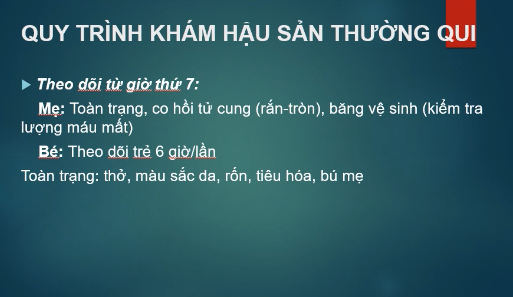 QUY TRÌNH KHÁM HẬU SẢN THƯỜNG QUI
Theo dõi từ giờ thứ 7:
Mẹ: Toàn trạng, co hồi tử cung (rắn-tròn), băng vệ sinh (kiểm tra
lượng máu mất)
Bé: Theo dõi trẻ 6 giờ/lần
Toàn trạng: thở, màu sắc da, rốn, tiêu hóa, bú mẹ